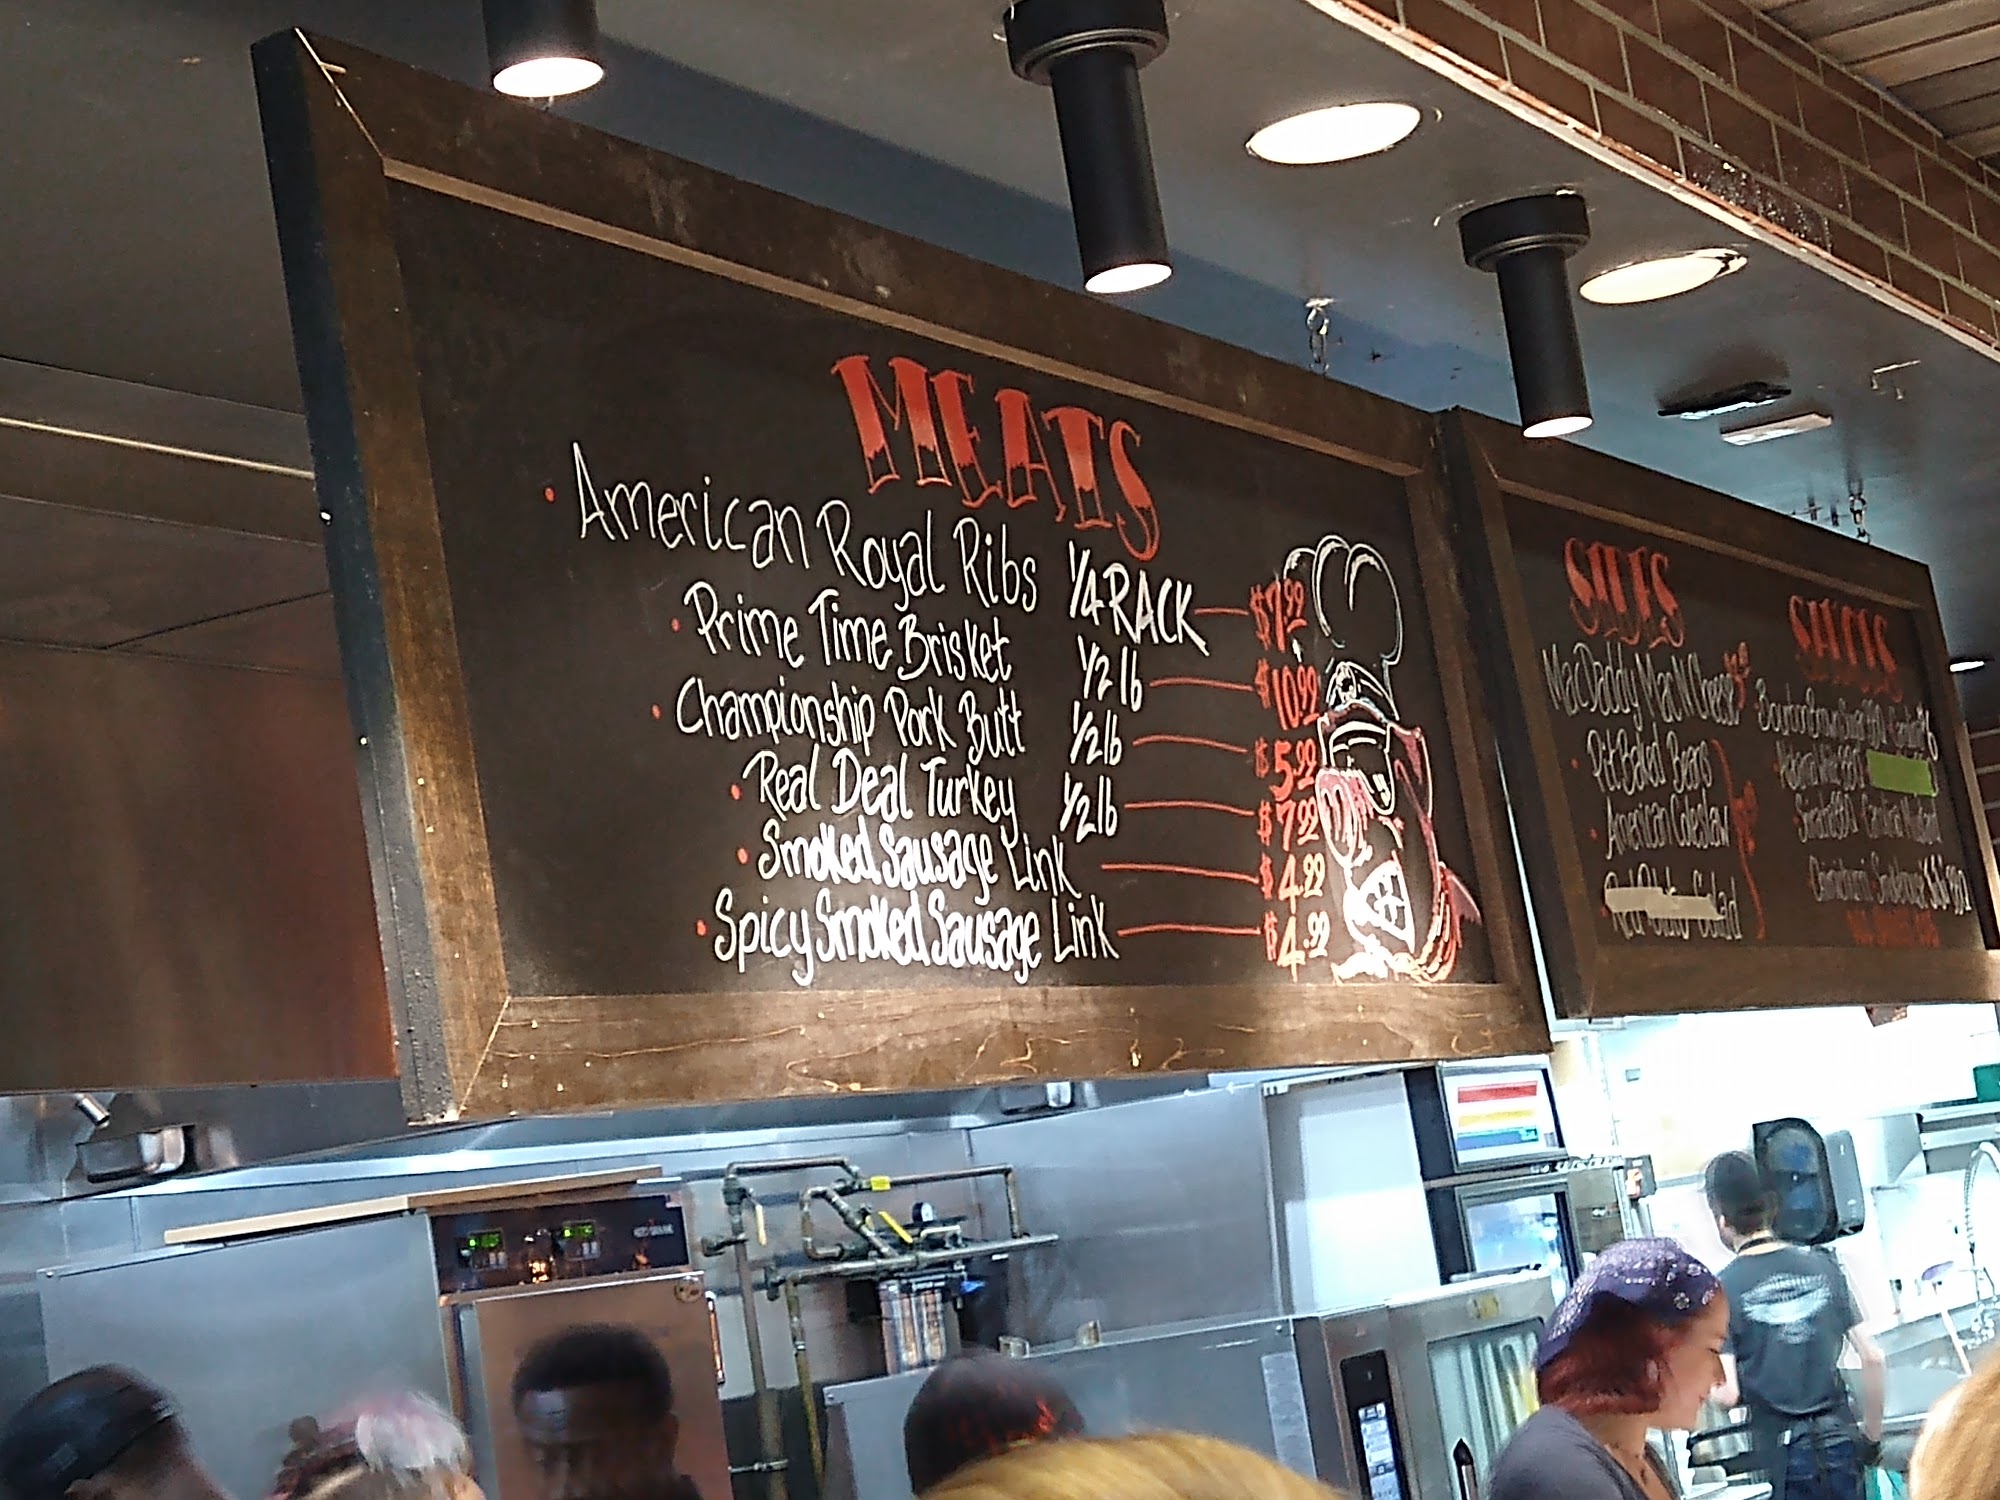 MEATS
• American Royal Ribs 1/4 RACK — $7.99
• Prime Time Brisket 1/2 lb — $10.99
• Championship Pork Butt 1/2 lb — $5.99
• Real Deal Turkey 1/2 lb — $7.99
• Smoked Sausage Link — $4.99
• Spicy Smoked Sausage Link — $4.99
SIDES
MacDaddy Mac N Cheese
• Pit Baked Beans
• American Coleslaw
Salad
SAUCES